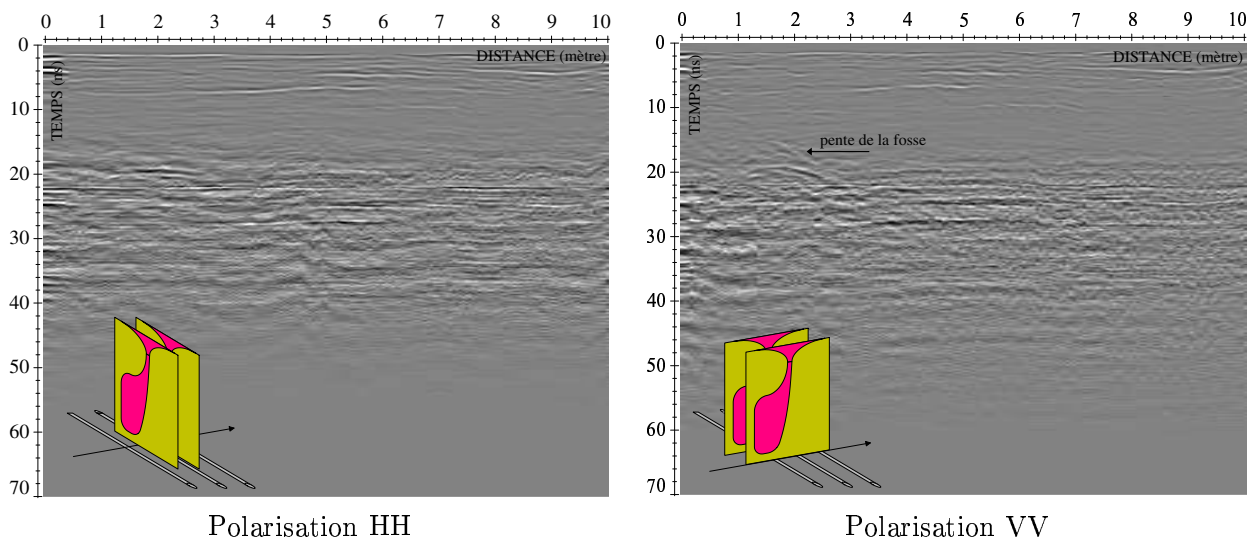 0 1 2 3 4 5 6 7 8 9 10
DISTANCE (mètre)
TEMPS (ns)
0
10
20
30
40
50
60
70
Polarisation HH
0 1 2 3 4 5 6 7 8 9 10
DISTANCE (mètre)
TEMPS (ns)
pente de la fosse
0
10
20
30
40
50
60
70
Polarisation VV